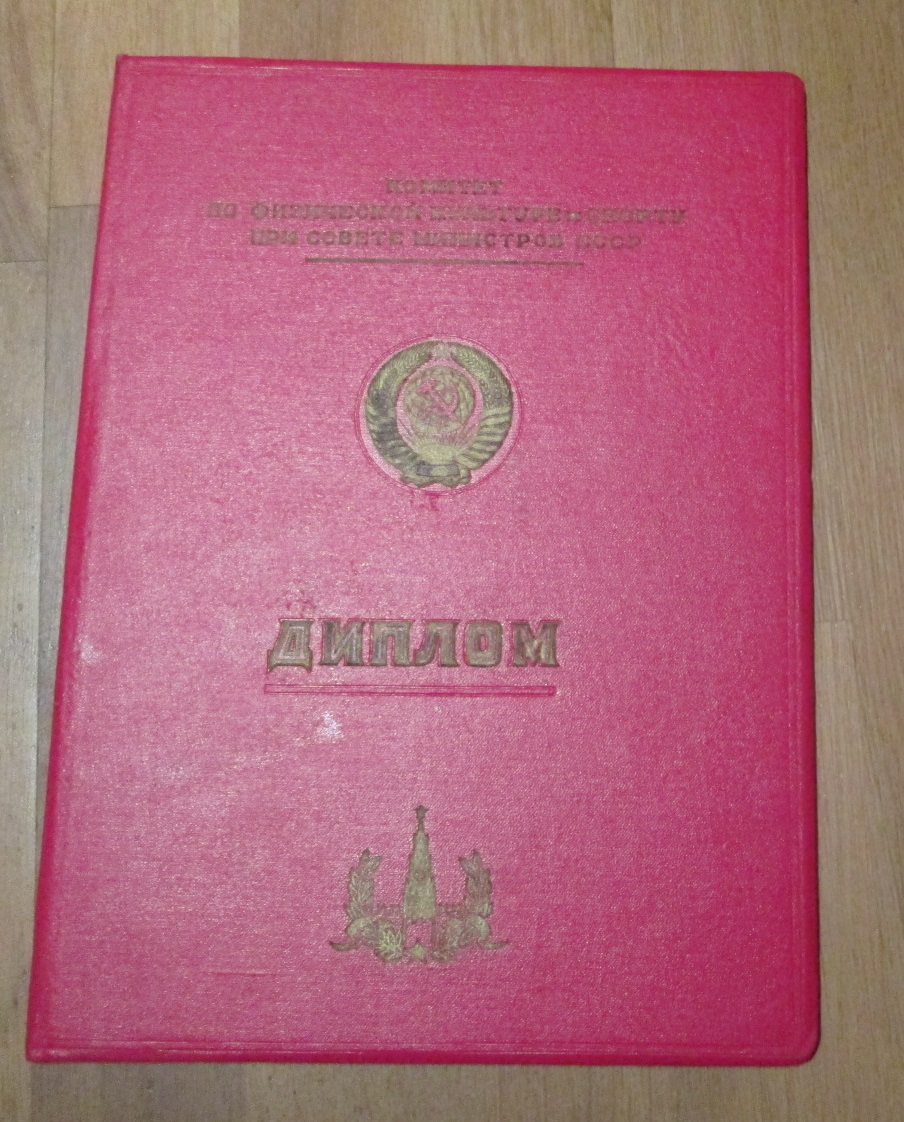 КОМИТЕТ
ПО ФИЗИЧЕСКОЙ КУЛЬТУРЕ и СПОРТУ
ПРИ СОВЕТЕ МИНИСТРОВ СССР
ДИПЛОМ